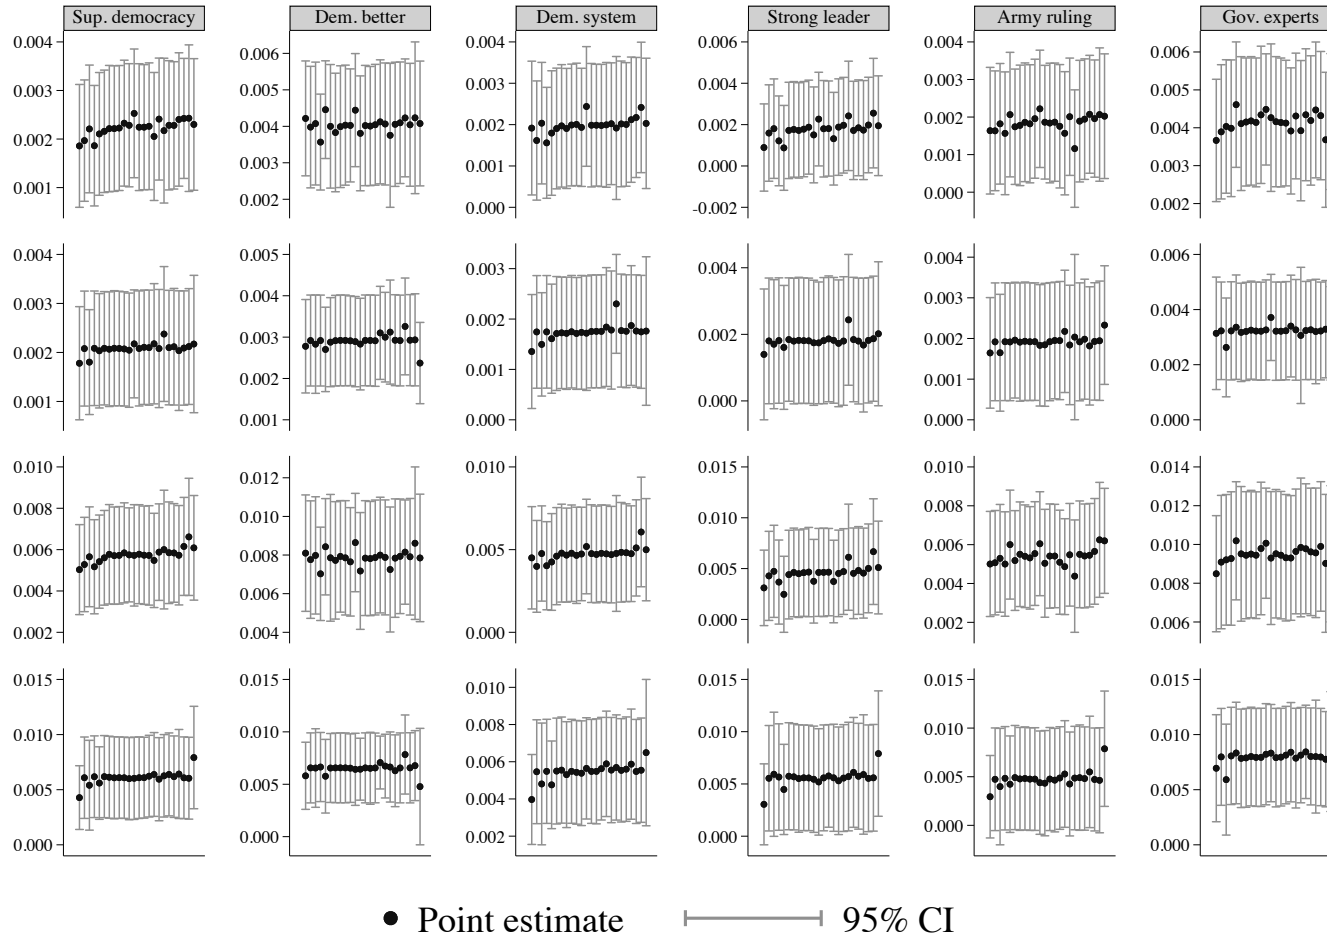 Sup. democracy Dem. better Dem. system Strong leader Army ruling Gov. experts
0.004 0.006 0.004 0.006 0.004 0.006
0.003 0.005 0.003 0.004 0.003 0.005
0.002 0.004 0.002 0.002 0.002 0.004
0.001 0.003 0.001 0.000 0.001 0.003
0.002 0.000 -0.002 0.000 0.002
0.004 0.005 0.003 0.004 0.004 0.006
0.003 0.004 0.002 0.002 0.003 0.004
0.002 0.003 0.001 0.000 0.002 0.002
0.001 0.002 0.000 0.001 0.000
0.001 0.000
0.010 0.012 0.010 0.015 0.010 0.014
0.008 0.010 0.005 0.010 0.008 0.012
0.006 0.008 0.000 0.005 0.006 0.010
0.004 0.006 0.000 0.004 0.008
0.002 0.004 0.002 0.006
0.015 0.015 0.010 0.015 0.015 0.015
0.010 0.010 0.008 0.010 0.010 0.010
0.005 0.005 0.006 0.005 0.005 0.005
0.000 0.000 0.004 0.000 0.000 0.000
0.002
Point estimate 95% CI